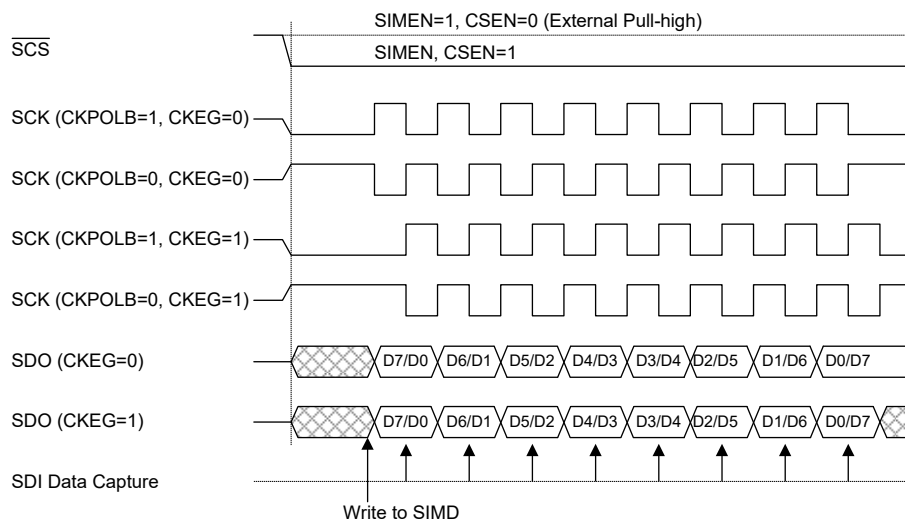 SIMEN=1, CSEN=0 (External Pull-high)
SCS
SIMEN, CSEN=1
SCK (CKPOLB=1, CKEG=0)
SCK (CKPOLB=0, CKEG=0)
SCK (CKPOLB=1, CKEG=1)
SCK (CKPOLB=0, CKEG=1)
SDO (CKEG=0) D7/D0 D6/D1 D5/D2 D4/D3 D3/D4 D2/D5 D1/D6 D0/D7
SDO (CKEG=1) D7/D0 D6/D1 D5/D2 D4/D3 D3/D4 D2/D5 D1/D6 D0/D7
SDI Data Capture
Write to SIMD